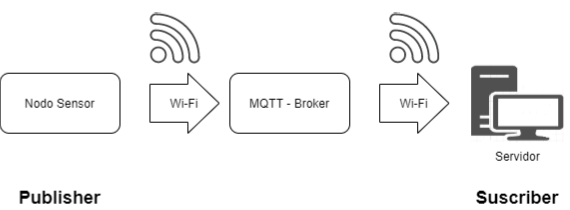 Nodo Sensor
Wi-Fi
MQTT - Broker
Wi-Fi
Servidor
Publisher
Suscriber